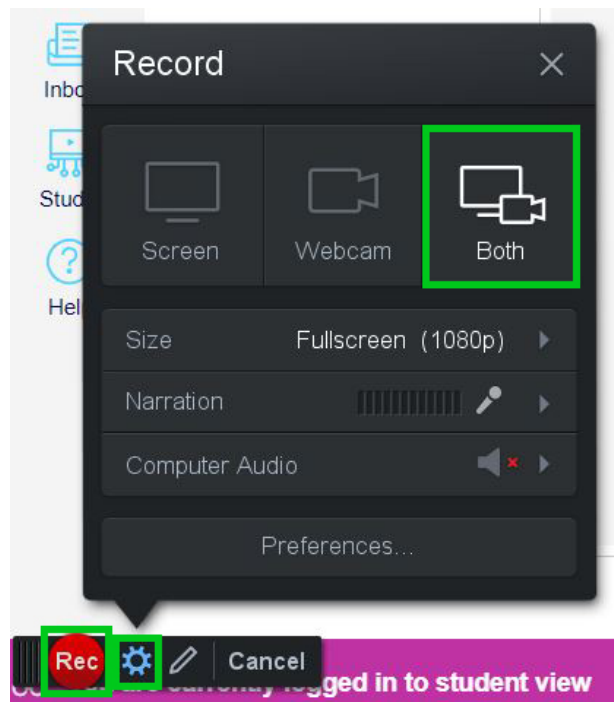 Record
Inbo
Stud
Screen
Webcam
Both
Hel
Size
Fullscreen (1080p)
Narration
Computer Audio
Preferences...
Rec
Cancel
currently logged in to student view